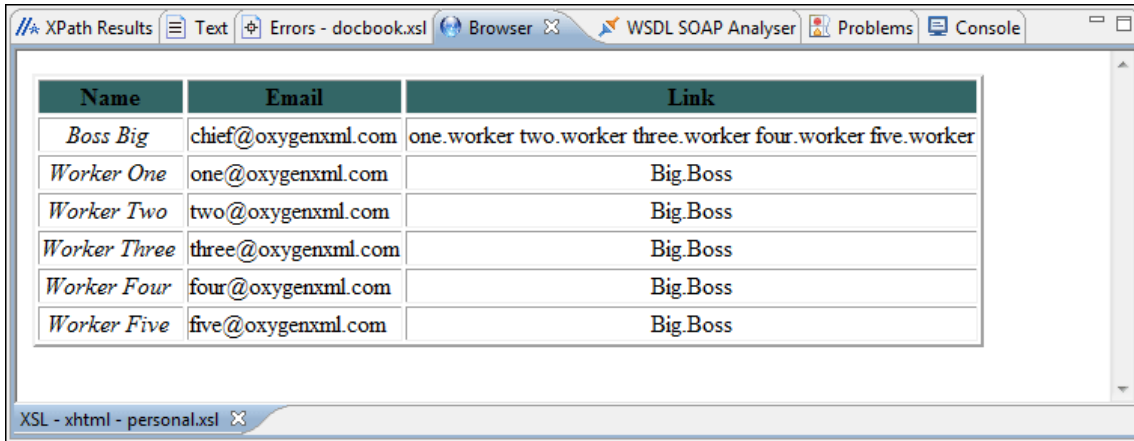 XPath Results Text Errors - docbook.xsl Browser WSDL SOAP Analyser Problems Console
Name Email Link
Boss Big chief@oxygenxml.com one.worker two.worker three.worker four.worker five.worker
Worker One one@oxygenxml.com Big.Boss
Worker Two two@oxygenxml.com Big.Boss
Worker Three three@oxygenxml.com Big.Boss
Worker Four four@oxygenxml.com Big.Boss
Worker Five five@oxygenxml.com Big.Boss
XSL - xhtml - personal.xsl